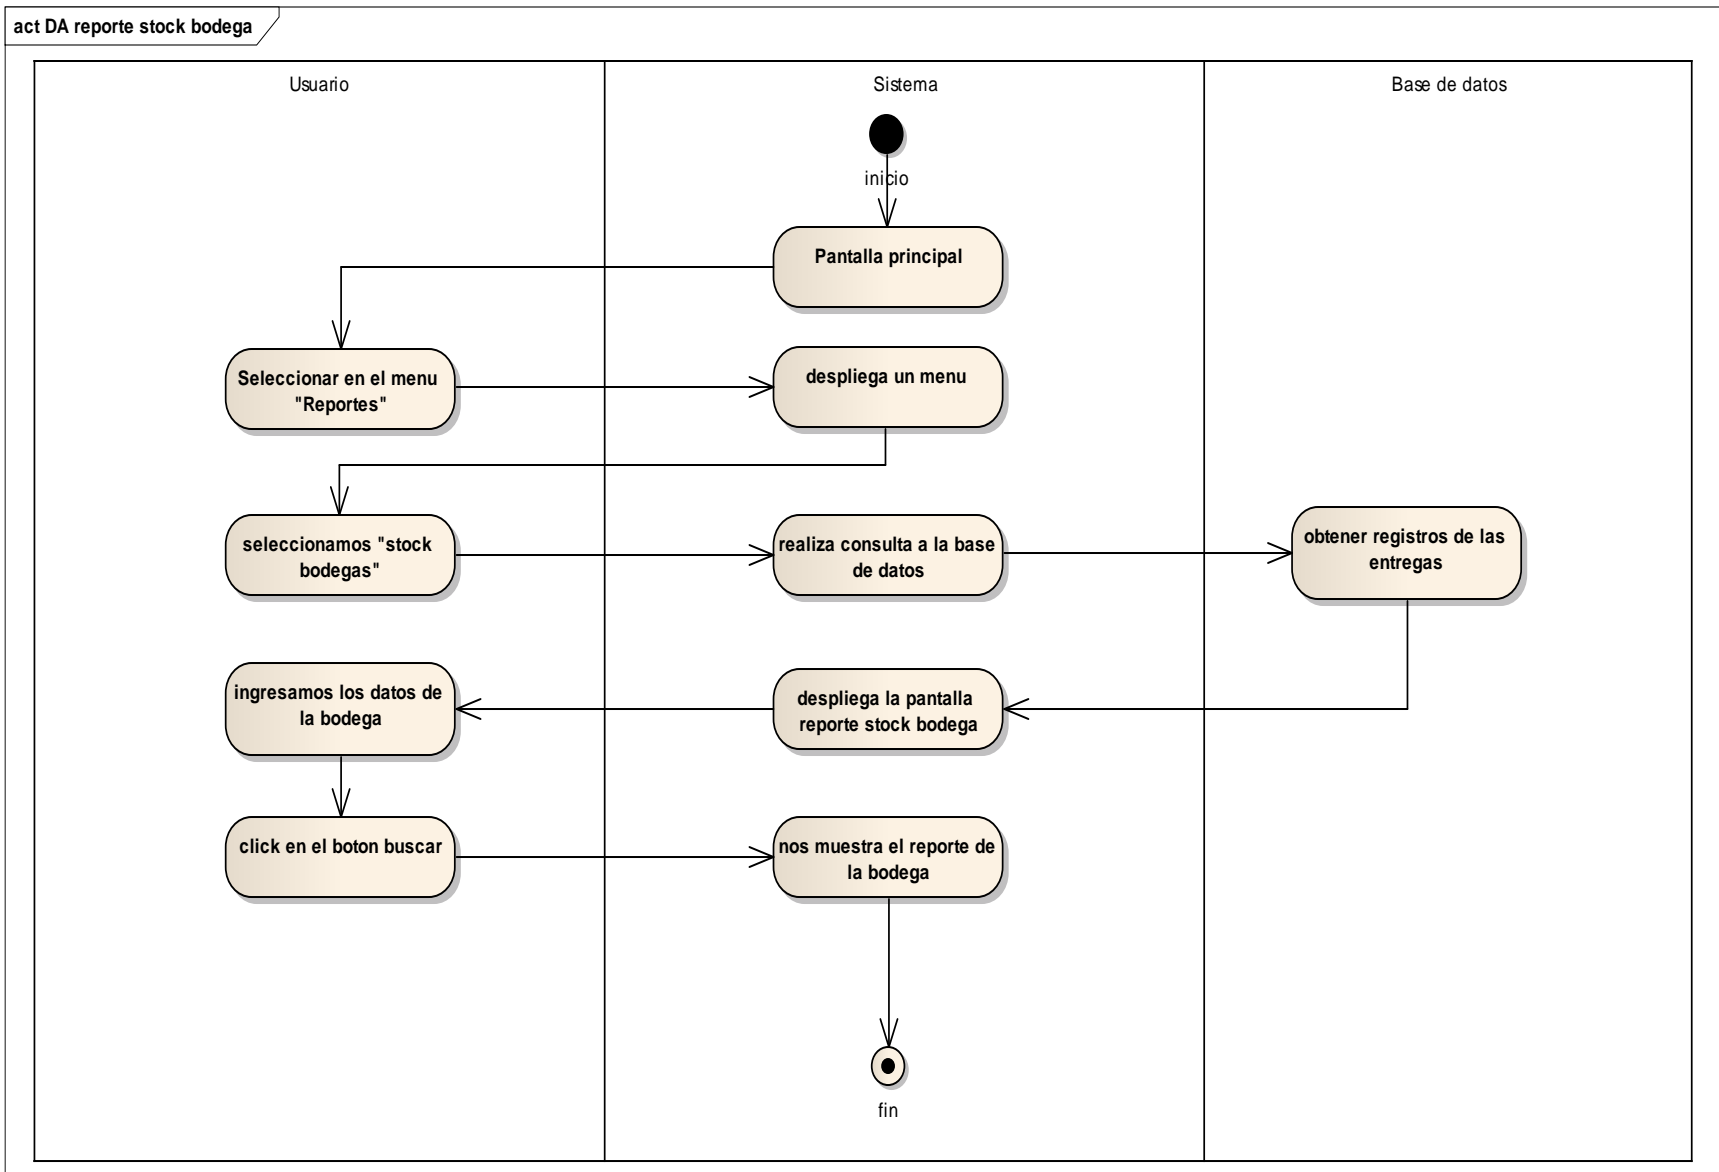 act DA reporte stock bodega
Usuario
Sistema
Base de datos
inicio
Pantalla principal
Seleccionar en el menu
"Reportes"
despliega un menu
seleccionamos "stock
bodegas"
realiza consulta a la base
de datos
obtener registros de las
entregas
ingresamos los datos de
la bodega
despliega la pantalla
reporte stock bodega
click en el boton buscar
nos muestra el reporte de
la bodega
fin